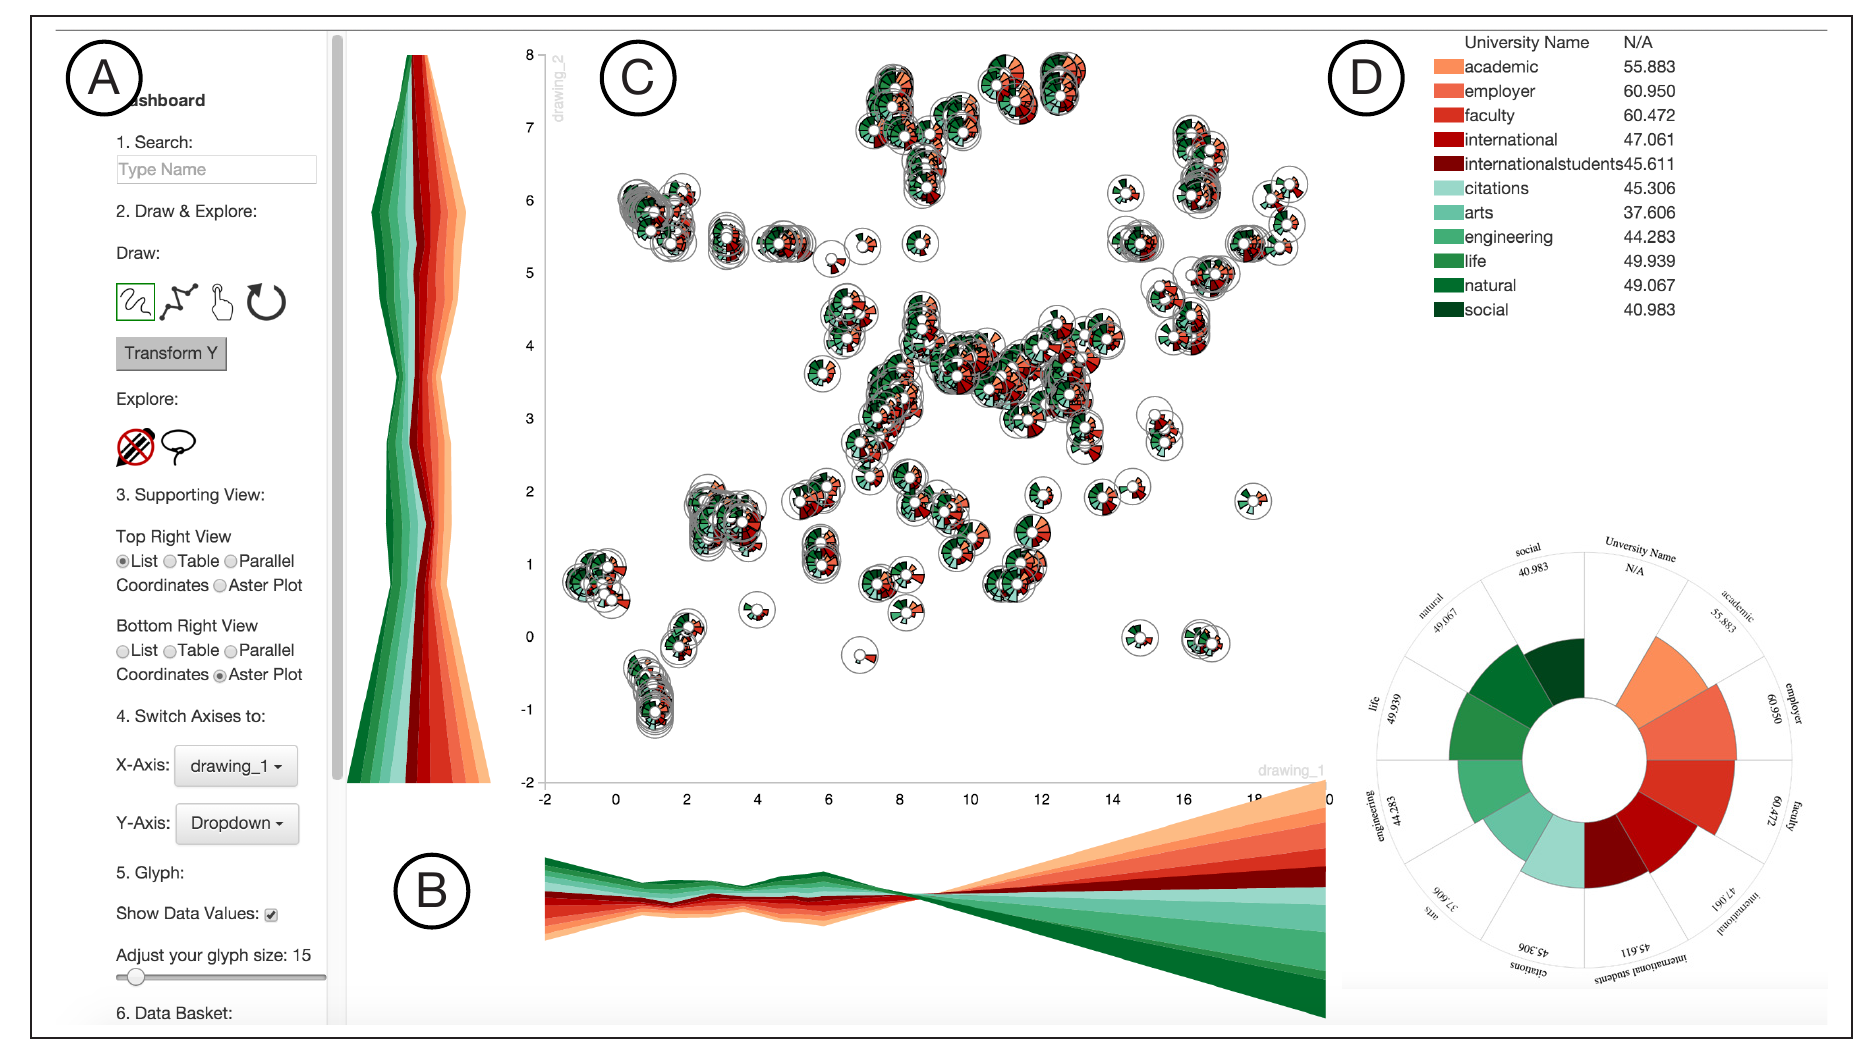 A
ashboard
1. Search:
Type Name
2. Draw & Explore:
Draw:
Transform Y
Explore:
3. Supporting View:
Top Right View
List Table Parallel
Coordinates Aster Plot
Bottom Right View
List Table Parallel
Coordinates Aster Plot
4. Switch Axises to:
X-Axis: drawing_1
Y-Axis: Dropdown
5. Glyph:
Show Data Values:
Adjust your glyph size: 15
6. Data Basket:
B
C
drawing_2
8
7
6
5
4
3
2
1
0
-1
-2
drawing_1
-2 0 2 4 6 8 10 12 14 16 18 0
D
University Name N/A
academic 55.883
employer 60.950
faculty 60.472
international 47.061
internationalstudents 45.611
citations 45.306
arts 37.606
engineering 44.283
life 49.939
natural 49.067
social 40.983
Unversity Name
N/A
academic
55.883
employer
60.950
faculty
60.472
international
47.061
international students
45.611
citations
45.306
arts
37.606
engineering
44.283
life
49.939
natural
49.067
social
40.983